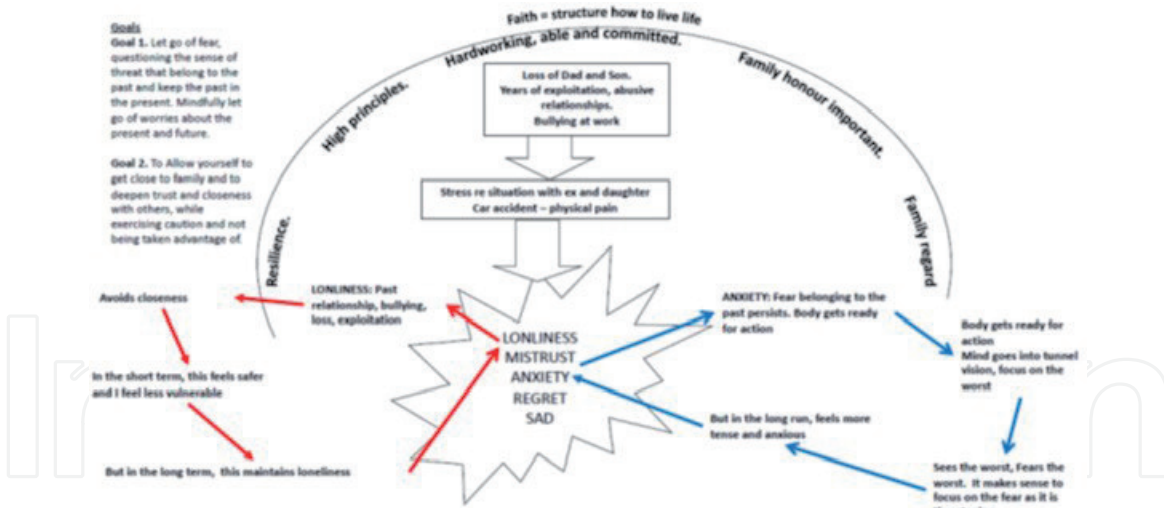 Goals
Goal 1. Let go of fear,
questioning the sense of
threat that belong to the
past and keep the past in
the present. Mindfully let
go of worries about the
present and future.
Goal 2. To Allow yourself to
get close to family and to
deepen trust and closeness
with others, while
exercising caution and not
being taken advantage of.
Resilience.
High principles.
Faith = structure how to live life
Hardworking, able and committed.
Family honour important.
Family regard
Loss of Dad and Son.
Years of exploitation, abusive
relationships.
Bullying at work
Stress re situation with ex and daughter
Car accident – physical pain
LONLINESS
MISTRUST
ANXIETY
REGRET
SAD
LONLINESS: Past
relationship, bullying,
loss, exploitation
Avoids closeness
In the short term, this feels safer
and I feel less vulnerable
But in the long term, this maintains loneliness
ANXIETY: Fear belonging to the
past persists. Body gets ready
for action
Body gets ready for
action
Mind goes into tunnel
vision, focus on the
worst
Sees the worst, Fears the
worst. It makes sense to
focus on the fear as it is
But in the long run, feels more
tense and anxious